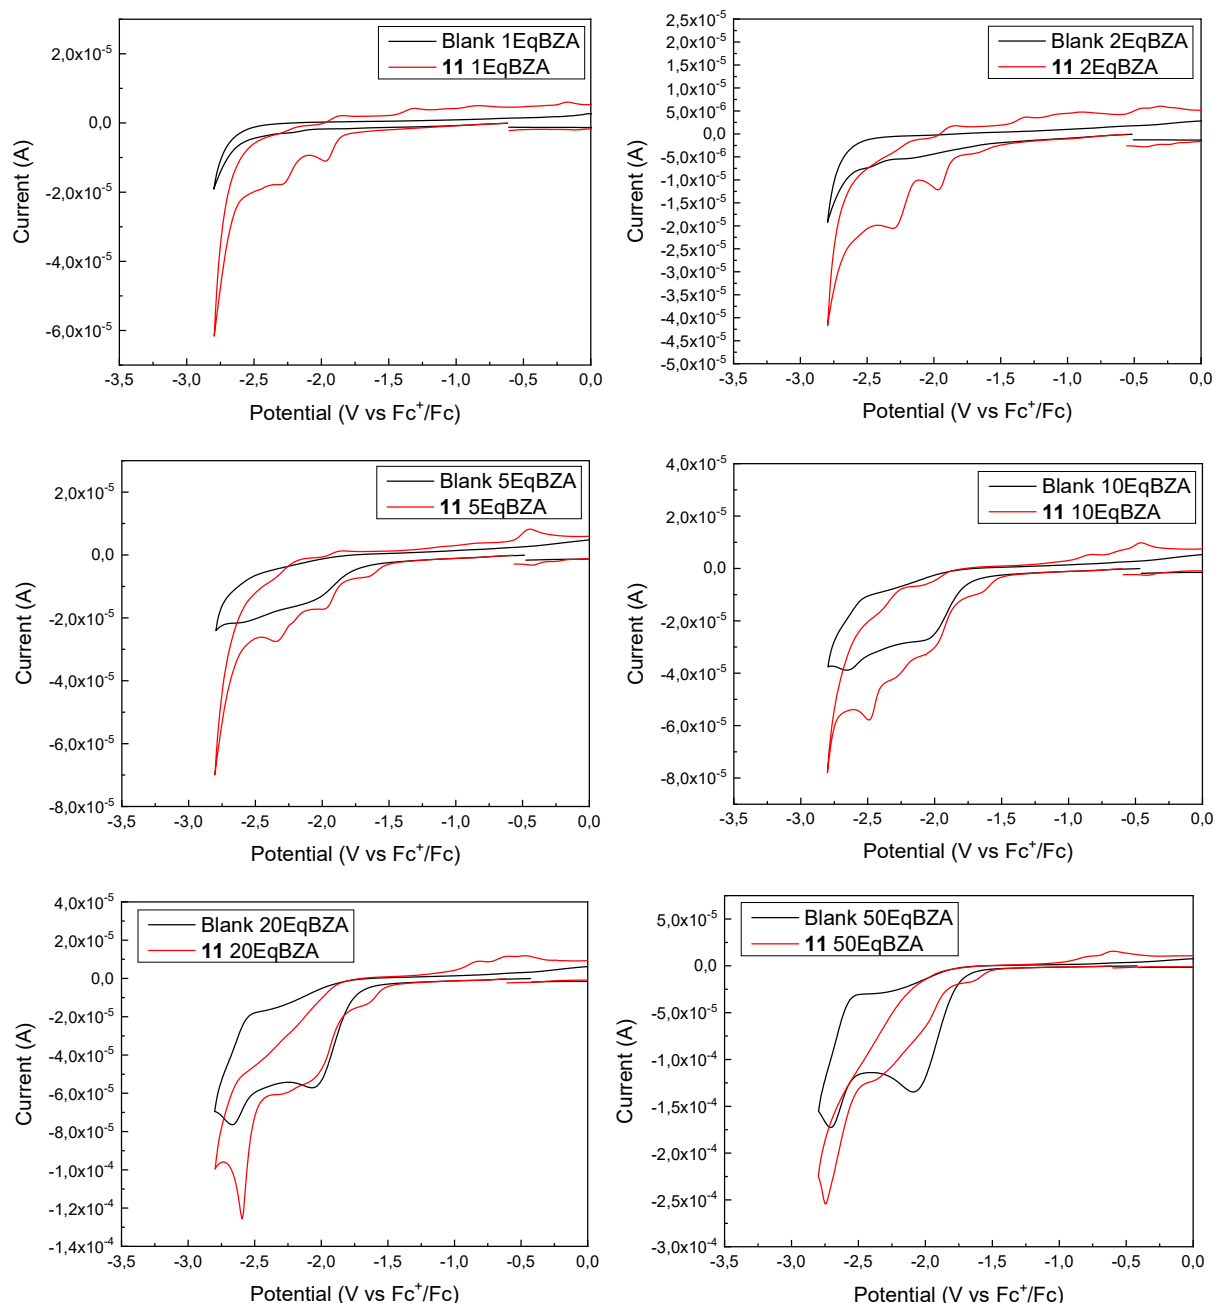 Blank 1EqBZA
11 1EqBZA
2,0x10⁻⁵
0,0
-2,0x10⁻⁵
-4,0x10⁻⁵
-6,0x10⁻⁵
Current (A)
-3,5 -3,0 -2,5 -2,0 -1,5 -1,0 -0,5 0,0
Potential (V vs Fc⁺/Fc)
Blank 2EqBZA
11 2EqBZA
2,5x10⁻⁵
2,0x10⁻⁵
1,5x10⁻⁵
1,0x10⁻⁵
5,0x10⁻⁶
0,0
-5,0x10⁻⁶
-1,0x10⁻⁵
-1,5x10⁻⁵
-2,0x10⁻⁵
-2,5x10⁻⁵
-3,0x10⁻⁵
-3,5x10⁻⁵
-4,0x10⁻⁵
-4,5x10⁻⁵
-5,0x10⁻⁵
Current (A)
-3,5 -3,0 -2,5 -2,0 -1,5 -1,0 -0,5 0,0
Potential (V vs Fc⁺/Fc)
Blank 5EqBZA
11 5EqBZA
2,0x10⁻⁵
0,0
-2,0x10⁻⁵
-4,0x10⁻⁵
-6,0x10⁻⁵
-8,0x10⁻⁵
Current (A)
-3,5 -3,0 -2,5 -2,0 -1,5 -1,0 -0,5 0,0
Potential (V vs Fc⁺/Fc)
Blank 10EqBZA
11 10EqBZA
4,0x10⁻⁵
2,0x10⁻⁵
0,0
-2,0x10⁻⁵
-4,0x10⁻⁵
-6,0x10⁻⁵
-8,0x10⁻⁵
Current (A)
-3,5 -3,0 -2,5 -2,0 -1,5 -1,0 -0,5 0,0
Potential (V vs Fc⁺/Fc)
Blank 20EqBZA
11 20EqBZA
4,0x10⁻⁵
2,0x10⁻⁵
0,0
-2,0x10⁻⁵
-4,0x10⁻⁵
-6,0x10⁻⁵
-8,0x10⁻⁵
-1,0x10⁻⁴
-1,2x10⁻⁴
-1,4x10⁻⁴
Current (A)
-3,5 -3,0 -2,5 -2,0 -1,5 -1,0 -0,5 0,0
Potential (V vs Fc⁺/Fc)
Blank 50EqBZA
11 50EqBZA
5,0x10⁻⁵
0,0
-5,0x10⁻⁵
-1,0x10⁻⁴
-1,5x10⁻⁴
-2,0x10⁻⁴
-2,5x10⁻⁴
-3,0x10⁻⁴
Current (A)
-3,5 -3,0 -2,5 -2,0 -1,5 -1,0 -0,5 0,0
Potential (V vs Fc⁺/Fc)